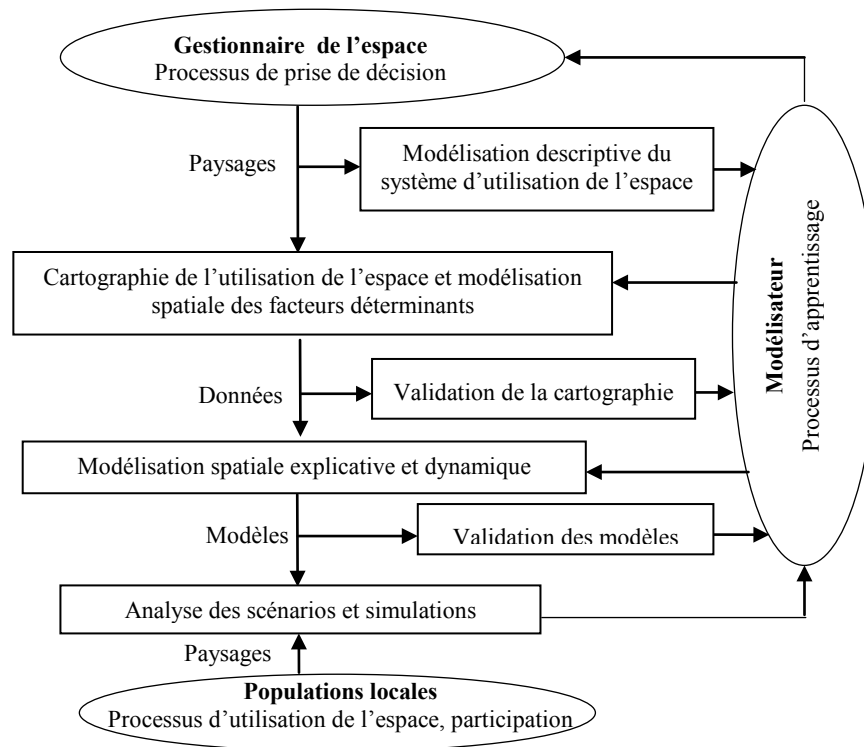 Gestionnaire de l’espace
Processus de prise de décision
Paysages
Modélisation descriptive du
système d’utilisation de l’espace
Cartographie de l’utilisation de l’espace et modélisation
spatiale des facteurs déterminants
Données
Validation de la cartographie
Modélisation spatiale explicative et dynamique
Modèles
Validation des modèles
Analyse des scénarios et simulations
Paysages
Populations locales
Processus d’utilisation de l’espace, participation
Modélisateur
Processus d’apprentissage